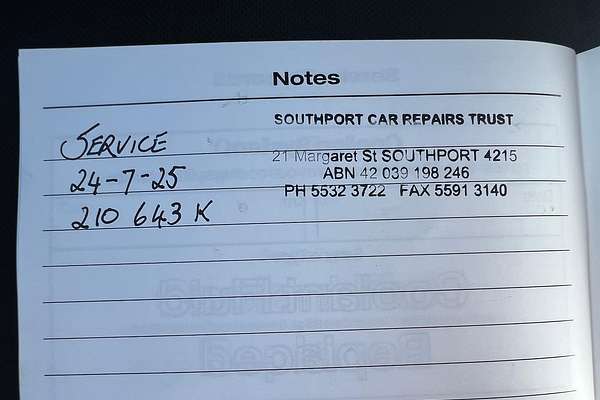 Notes
SERVICE
24-7-25
210 643 K
SOUTHPORT CAR REPAIRS TRUST
21 Margaret St SOUTHPORT 4215
ABN 42 039 198 246
PH 5532 3722 FAX 5591 3140